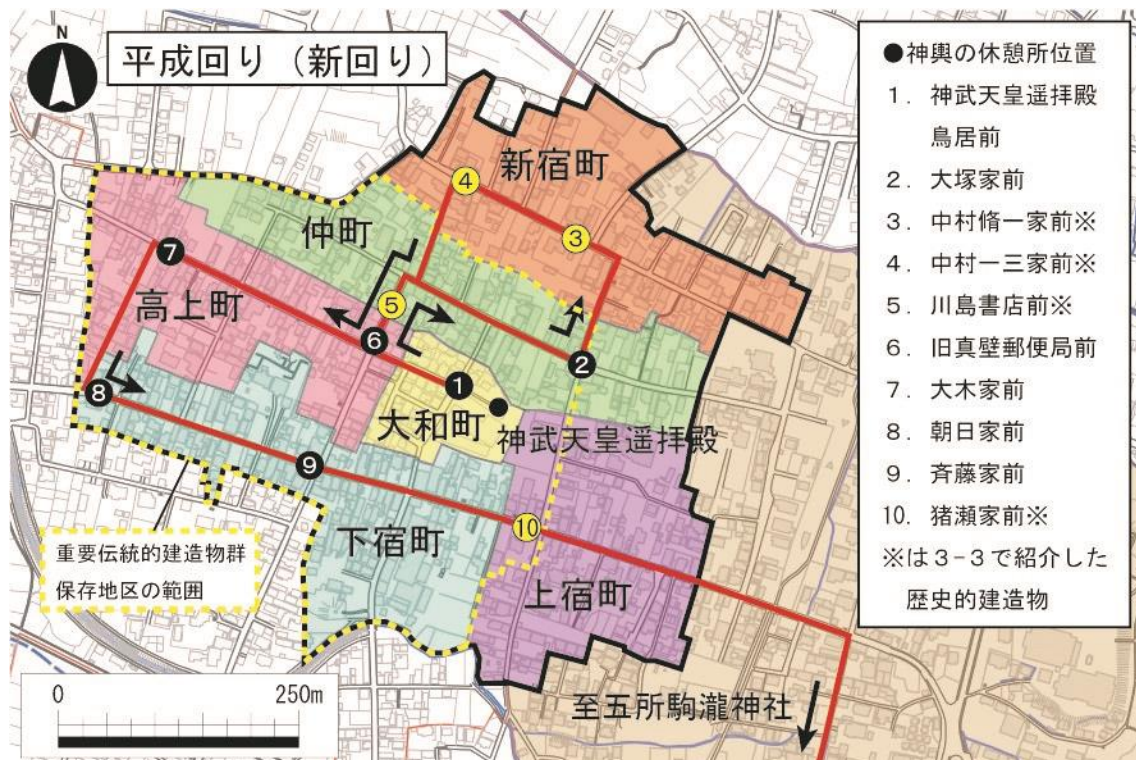 N
平成回り（新回り）
新宿町
仲町
高上町
大和町
神武天皇遥拝殿
下宿町
上宿町
至五所駒瀧神社
④
③
⑤
❼
❻
❶
❷
❽
❾
⑩
重要伝統的建造物群
保存地区の範囲
0 250m
●神輿の休憩所位置
1．神武天皇遥拝殿
鳥居前
2．大塚家前
3．中村脩一家前※
4．中村一三家前※
5．川島書店前※
6．旧真壁郵便局前
7．大木家前
8．朝日家前
9．斉藤家前
10．猪瀬家前※
※は３−３で紹介した
歴史的建造物